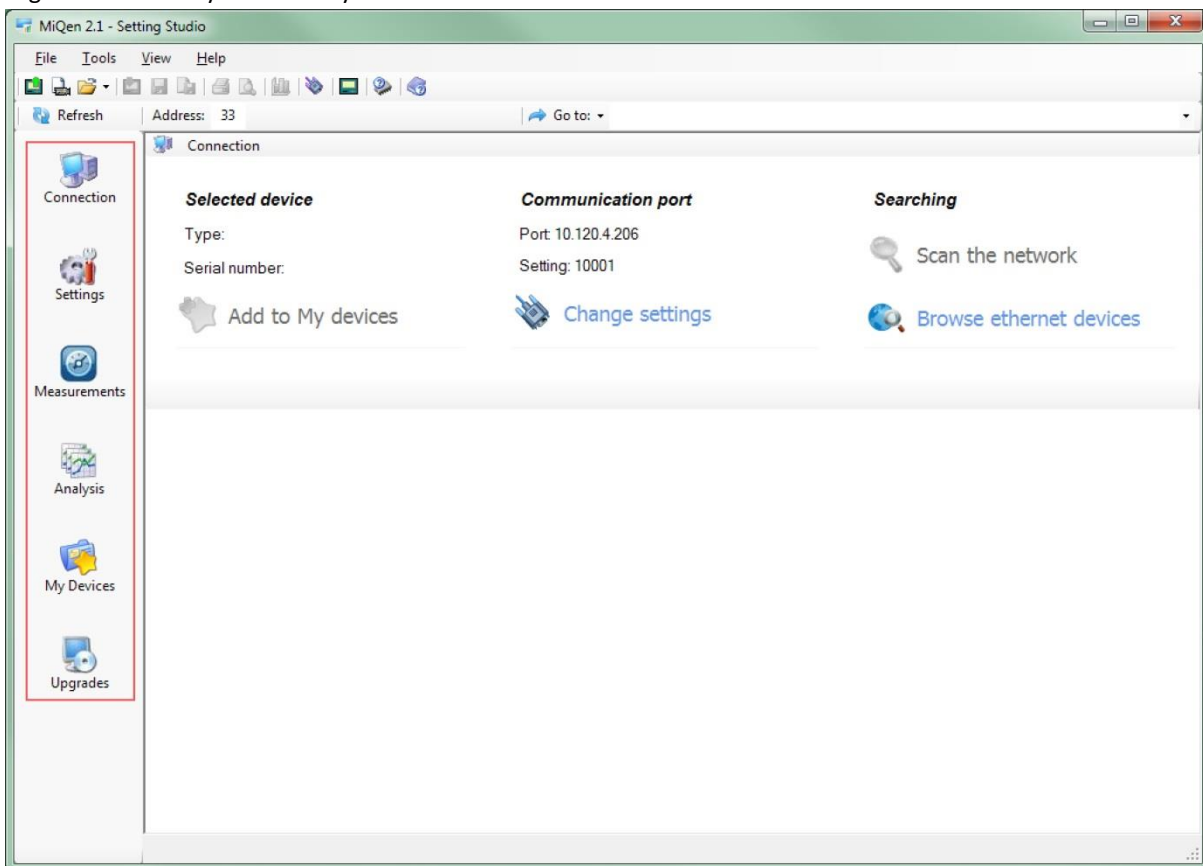 MiQen 2.1 - Setting Studio
File Tools View Help
Refresh Address: 33 Go to:
Connection
Connection
Settings
Measurements
Analysis
My Devices
Upgrades
Selected device
Type:
Serial number:
Add to My devices
Communication port
Port: 10.120.4.206
Setting: 10001
Change settings
Searching
Scan the network
Browse ethernet devices